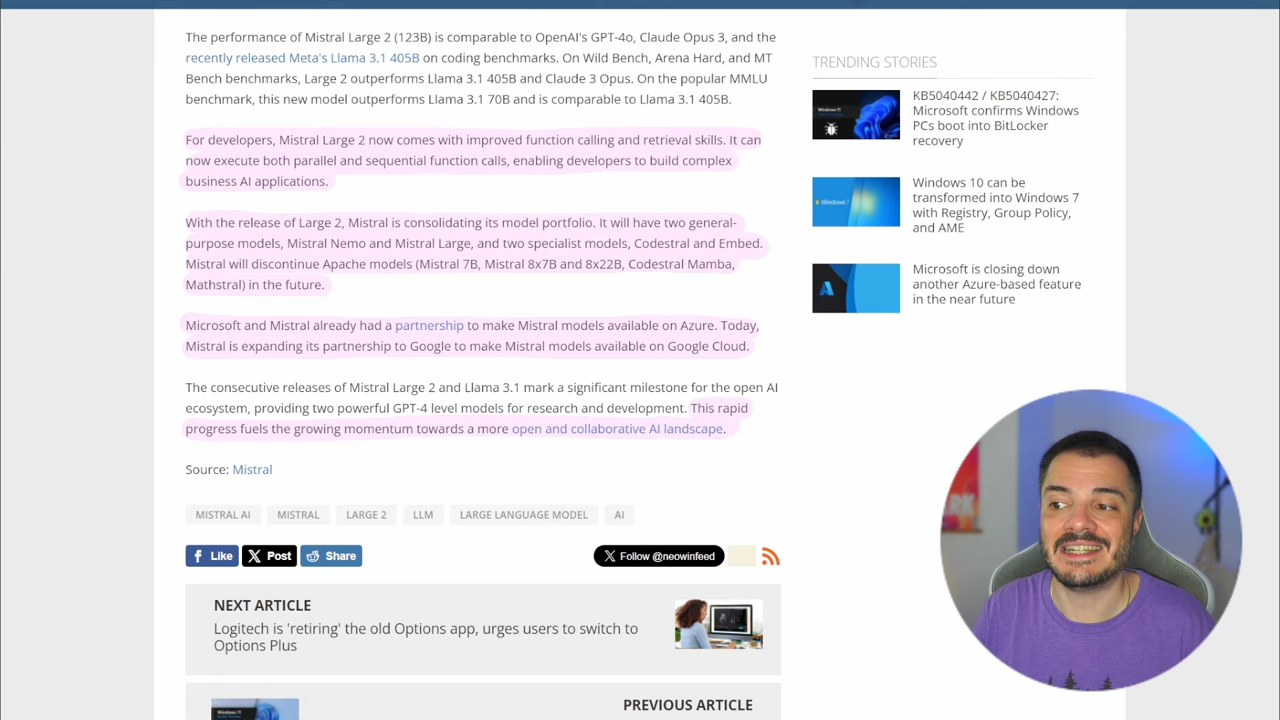 The performance of Mistral Large 2 (123B) is comparable to OpenAI's GPT-4o, Claude Opus 3, and the
recently released Meta's Llama 3.1 405B on coding benchmarks. On Wild Bench, Arena Hard, and MT
Bench benchmarks, Large 2 outperforms Llama 3.1 405B and Claude 3 Opus. On the popular MMLU
benchmark, this new model outperforms Llama 3.1 70B and is comparable to Llama 3.1 405B.
For developers, Mistral Large 2 now comes with improved function calling and retrieval skills. It can
now execute both parallel and sequential function calls, enabling developers to build complex
business AI applications.
With the release of Large 2, Mistral is consolidating its model portfolio. It will have two general-
purpose models, Mistral Nemo and Mistral Large, and two specialist models, Codestral and Embed.
Mistral will discontinue Apache models (Mistral 7B, Mistral 8x7B and 8x22B, Codestral Mamba,
Mathstral) in the future.
Microsoft and Mistral already had a partnership to make Mistral models available on Azure. Today,
Mistral is expanding its partnership to Google to make Mistral models available on Google Cloud.
The consecutive releases of Mistral Large 2 and Llama 3.1 mark a significant milestone for the open AI
ecosystem, providing two powerful GPT-4 level models for research and development. This rapid
progress fuels the growing momentum towards a more open and collaborative AI landscape.
Source: Mistral
MISTRAL AI
MISTRAL
LARGE 2
LLM
LARGE LANGUAGE MODEL
AI
Like
Post
Share
Follow @neowinfeed
NEXT ARTICLE
Logitech is 'retiring' the old Options app, urges users to switch to
Options Plus
PREVIOUS ARTICLE
TRENDING STORIES
KB5040442 / KB5040427:
Microsoft confirms Windows
PCs boot into BitLocker
recovery
Windows 10 can be
transformed into Windows 7
with Registry, Group Policy,
and AME
Microsoft is closing down
another Azure-based feature
in the near future